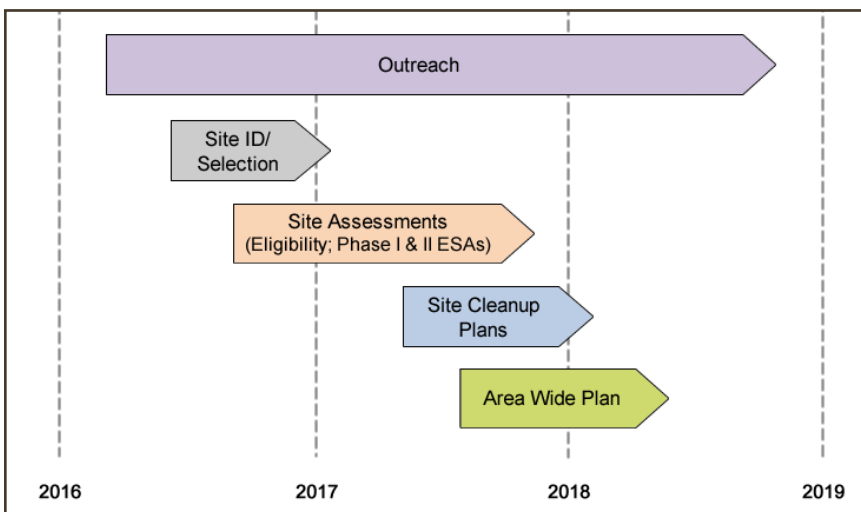 Outreach
Site ID/
Selection
Site Assessments
(Eligibility; Phase I & II ESAs)
Site Cleanup
Plans
Area Wide Plan
2016
2017
2018
2019